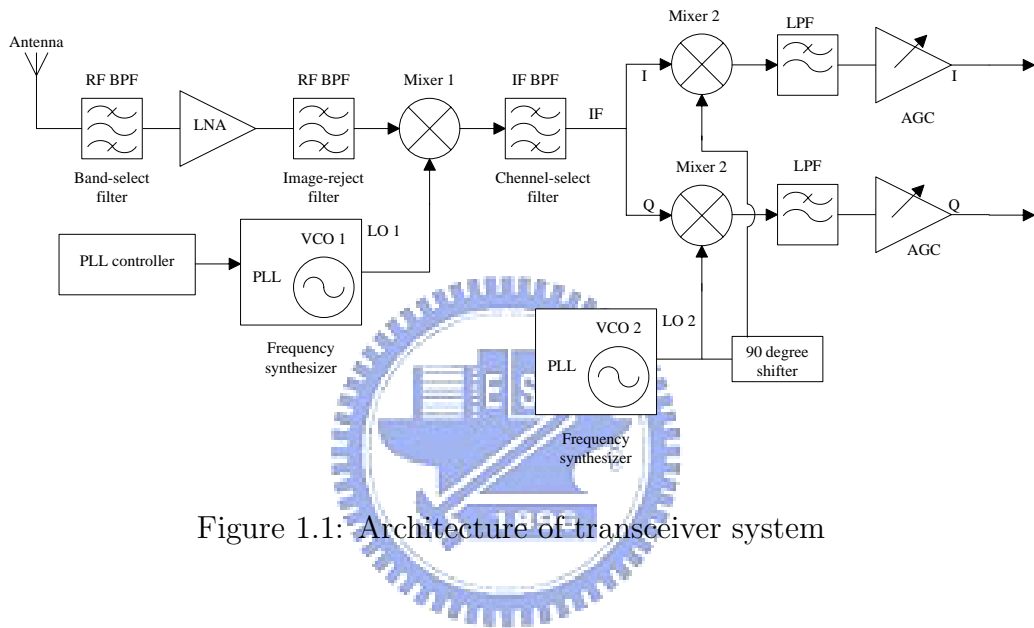 Mixer 2
LPF
Antenna
RF BPF
RF BPF
Mixer 1
IF BPF
I
I
LNA
IF
AGC
Mixer 2
LPF
Band-select
filter
Image-reject
filter
Chennel-select
filter
Q
Q
VCO 1
LO 1
PLL controller
PLL
AGC
VCO 2
LO 2
Frequency
synthesizer
PLL
90 degree
shifter
E S
Frequency
synthesizer
1896
Figure 1.1: Architecture of transceiver system